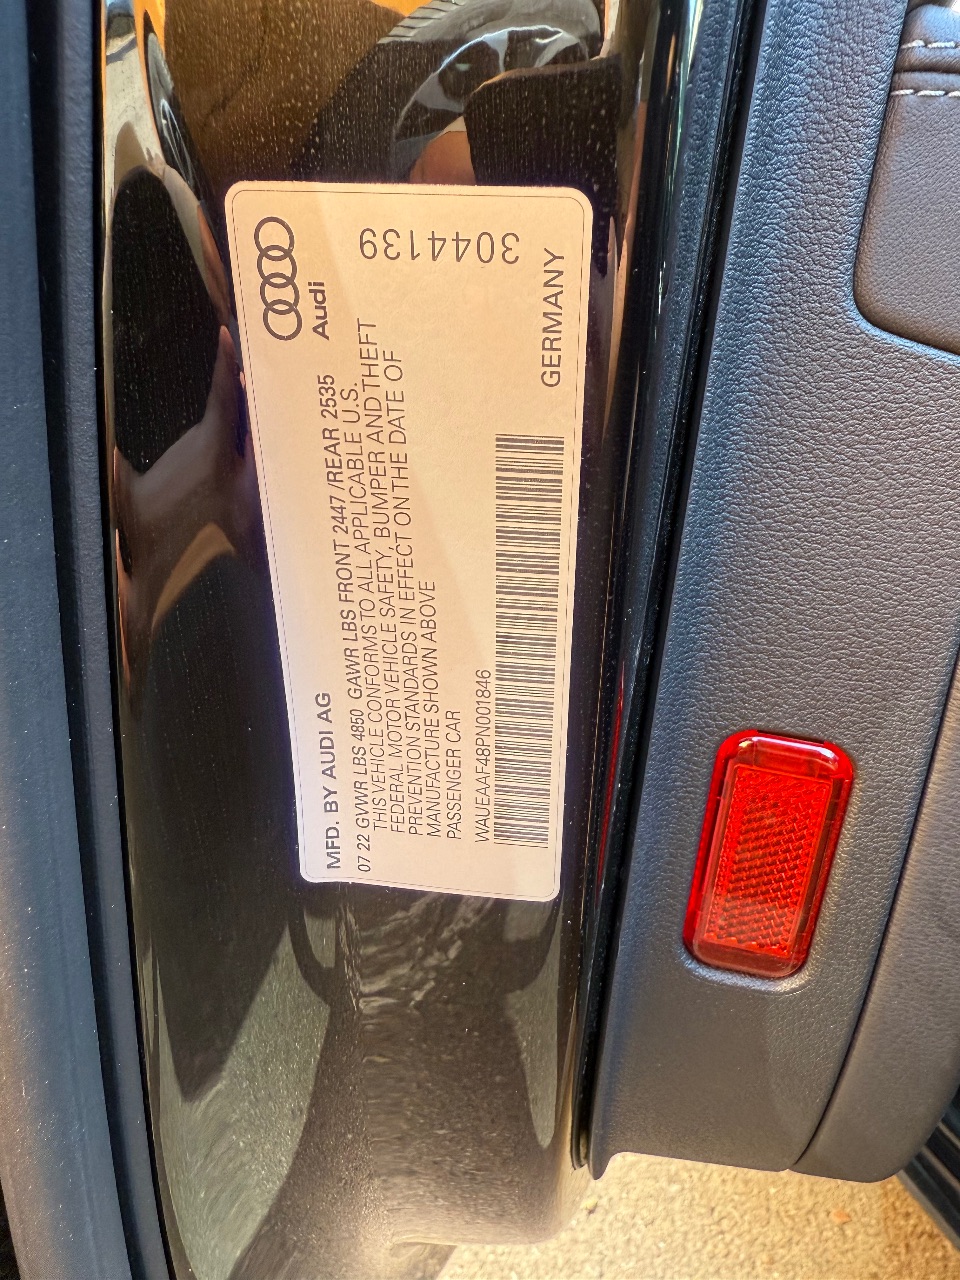 MFD. BY AUDI AG
Audi
07 22 GVWR LBS 4850 GAWR LBS FRONT 2447 /REAR 2535
THIS VEHICLE CONFORMS TO ALL APPLICABLE U.S.
FEDERAL MOTOR VEHICLE SAFETY, BUMPER AND THEFT
PREVENTION STANDARDS IN EFFECT ON THE DATE OF
MANUFACTURE SHOWN ABOVE
PASSENGER CAR
WAUEAAF48PN001846
GERMANY
3044139